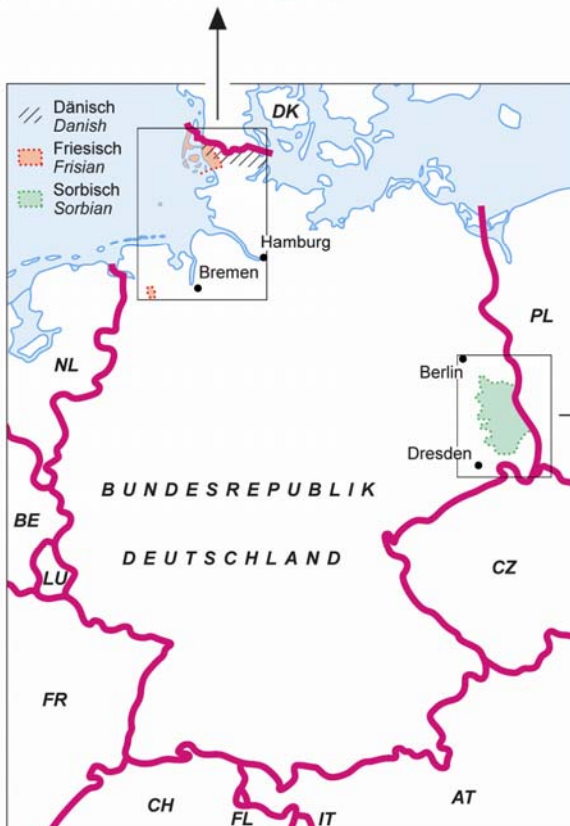 DK
Dänisch
Danish
Friesisch
Frisian
Sorbisch
Sorbian
Hamburg
Bremen
PL
NL
Berlin
Dresden
BUNDESREPUBLIK
BE
DEUTSCHLAND
LU
CZ
FR
AT
CH
FL
IT